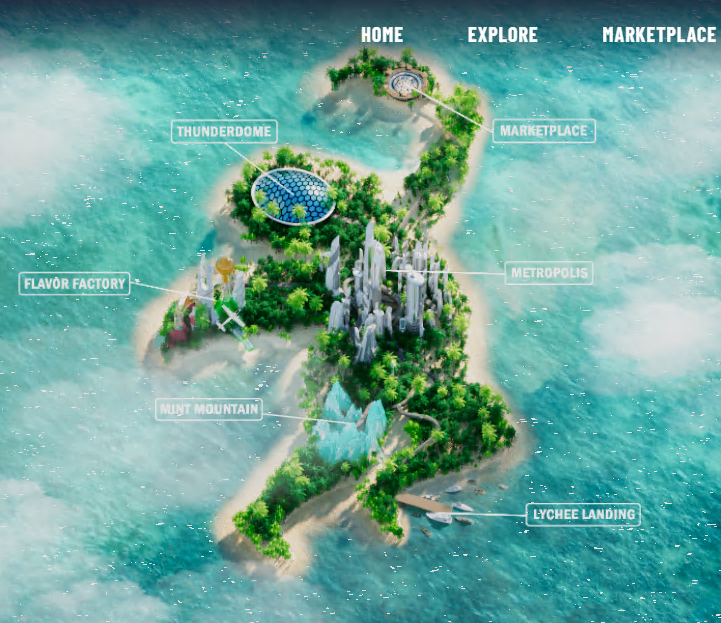 HOME EXPLORE MARKETPLACE
THUNDERDOME
MARKETPLACE
METROPOLIS
FLAVOR FACTORY
MINT MOUNTAIN
LYCHEE LANDING